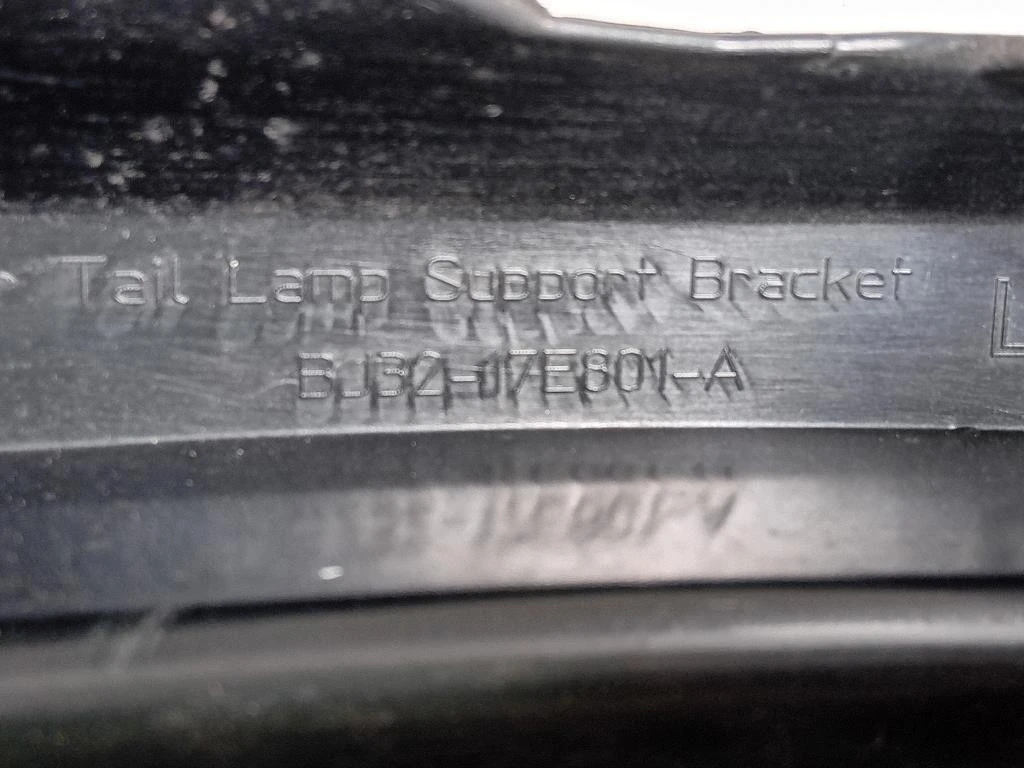 Tail Lamp Support Bracket
BJ32-17E801-A
L